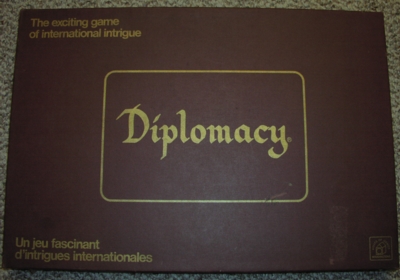 The exciting game
of international intrigue
Diplomacy®
Un jeu fascinant
d'intrigues internationales